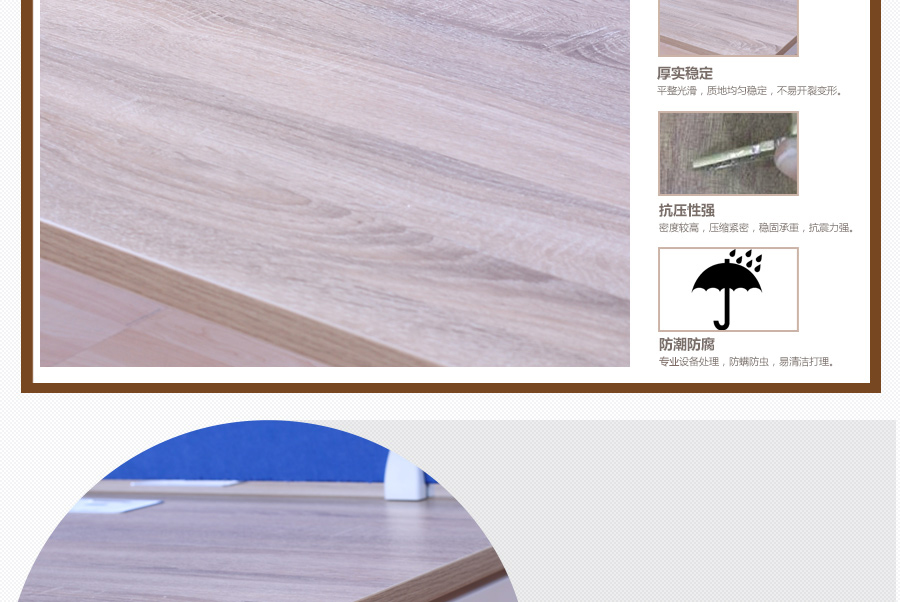 厚实稳定
平整光滑，质地均匀稳定，不易开裂变形。
抗压性强
密度较高，压缩紧密，稳固承重，抗震力强。
防潮防腐
专业设备处理，防螨防虫，易清洁打理。